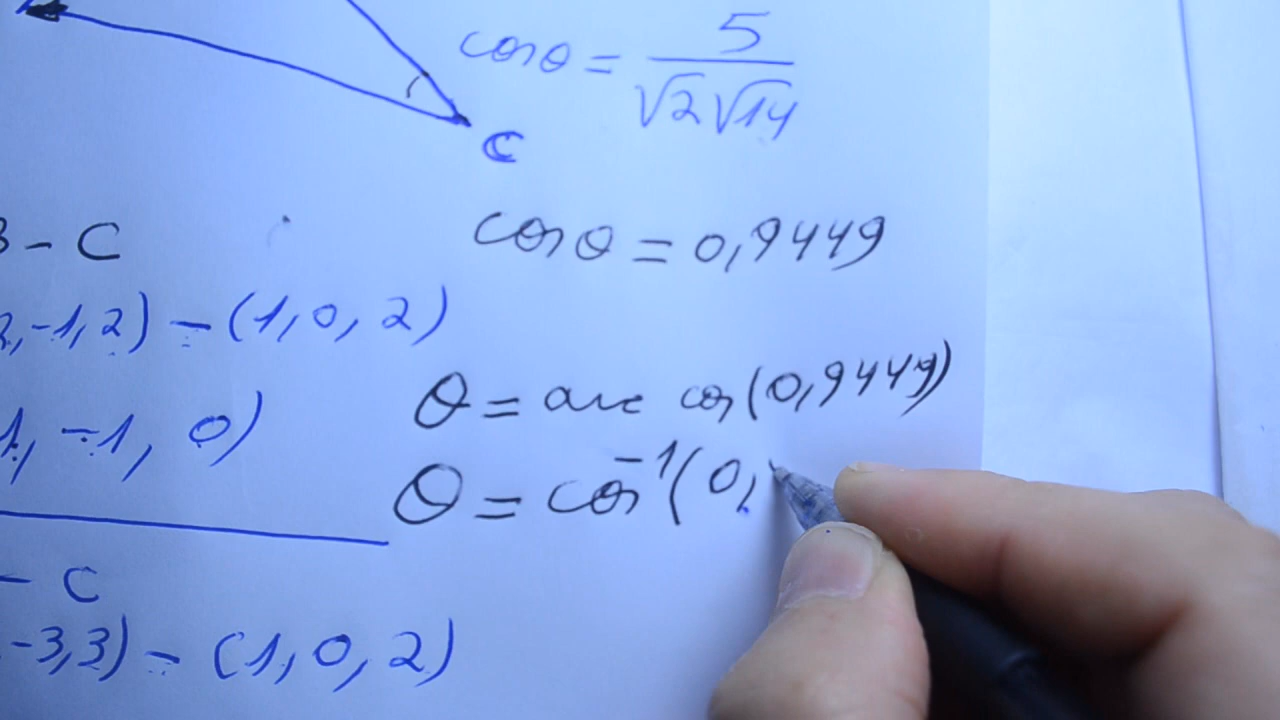 cos θ = 5 / √2 √14
C
cos θ = 0,9449
- C
2, -1, 2) - (1, 0, 2)
θ = arc cos(0,9449)
1, -1, 0)
θ = cos⁻¹(0,
- C
-3, 3) - (1, 0, 2)